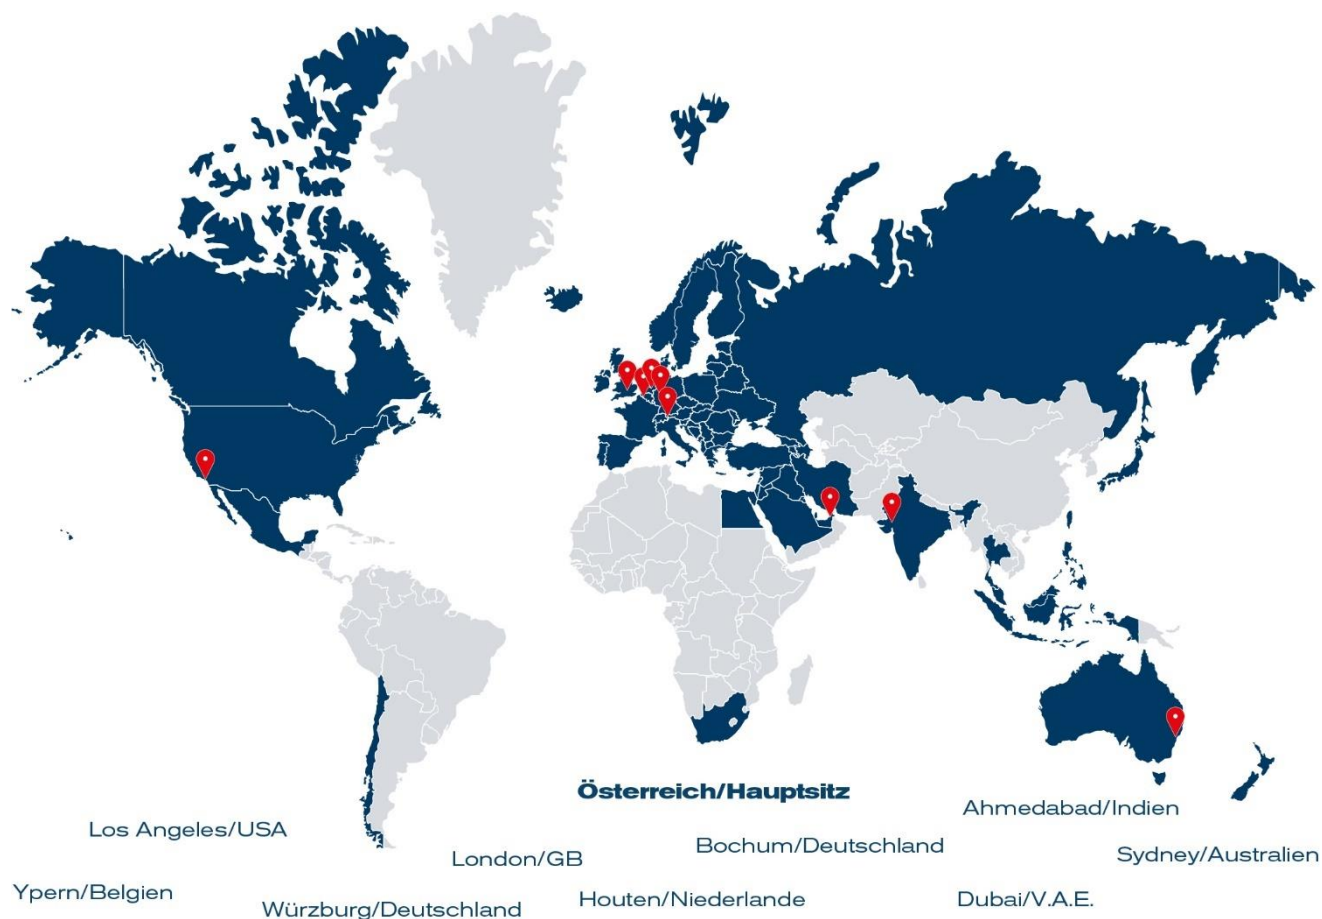 Österreich/Hauptsitz
Ahmedabad/Indien
Los Angeles/USA
Bochum/Deutschland
London/GB
Sydney/Australien
Ypern/Belgien
Houten/Niederlande
Dubai/V.A.E.
Würzburg/Deutschland